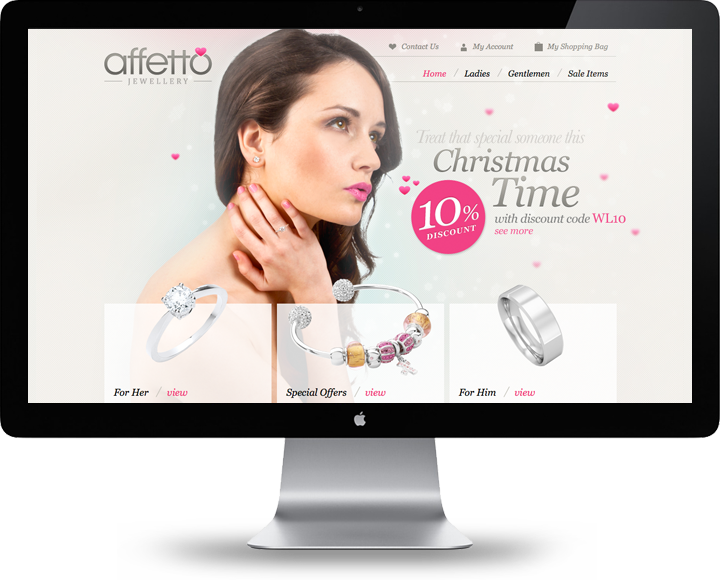 affetto
JEWELLERY
Contact Us
My Account
My Shopping Bag
Home / Ladies / Gentlemen / Sale Items
Treat that special someone this
Christmas
Time
10%
DISCOUNT
with discount code WL10
see more
For Her / view
Special Offers / view
For Him / view